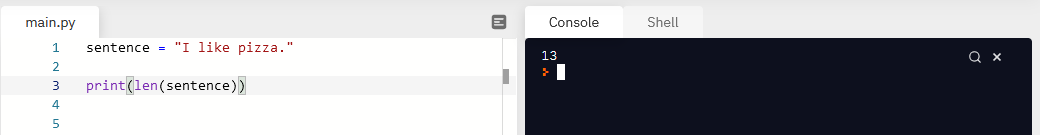 main.py
1 sentence = "I like pizza."
2
3 print(len(sentence))
4
5
Console Shell
13